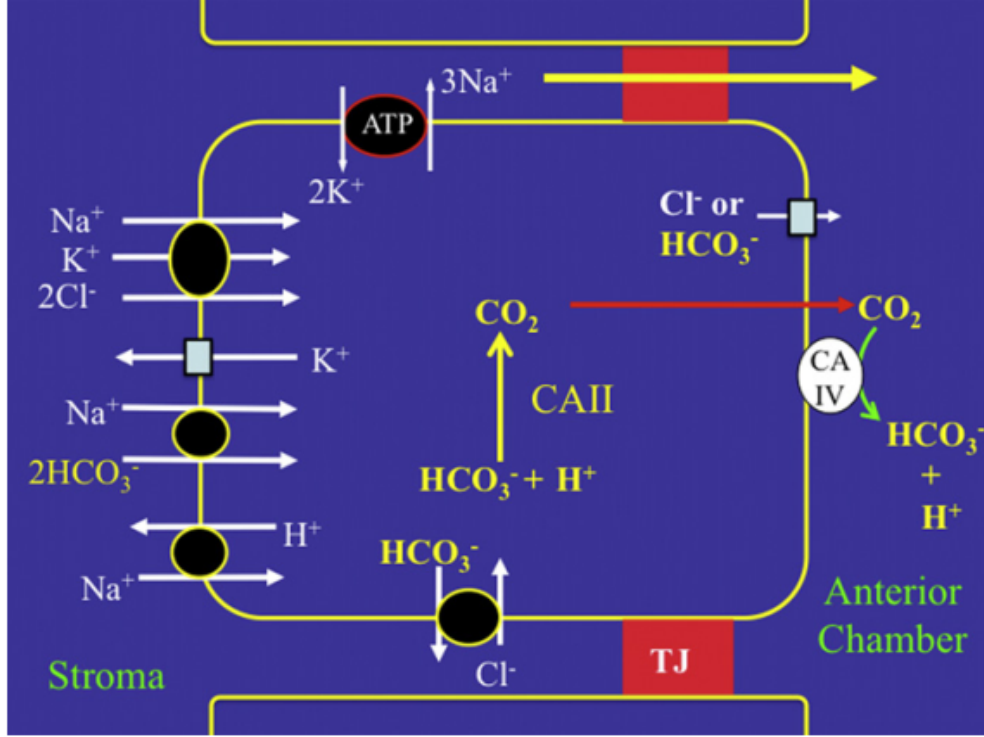 3Na⁺
ATP
2K⁺
Na⁺
K⁺
2Cl⁻
Cl⁻ or
HCO₃⁻
CO₂
CO₂
K⁺
CA
IV
Na⁺
CAII
HCO₃⁻
+
H⁺
2HCO₃⁻
HCO₃⁻ + H⁺
H⁺
HCO₃⁻
Na⁺
Anterior
Chamber
Stroma
Cl⁻
TJ